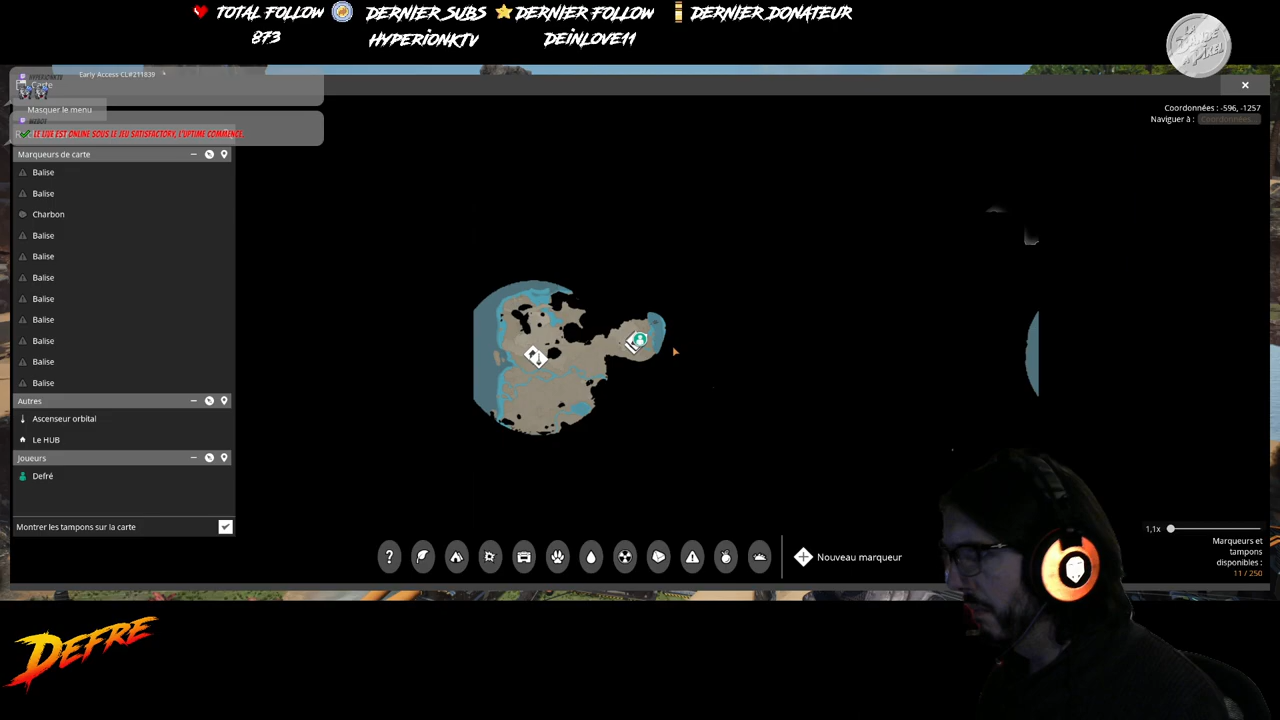 TOTAL FOLLOW
873
DERNIER SUBS
HYPERIONKTV
DERNIER FOLLOW
DEINLOVE11
DERNIER DONATEUR
Early Access CL#211839
HYPERIONKTV
Carte
Masquer le menu
LE LIVE EST ONLINE SOUS LE JEU SATISFACTORY, L'UPTIME COMMENCE.
Coordonnées: -596, -1257
Naviguer à :
Coordonnées...
Marqueurs de carte
Balise
Balise
Charbon
Balise
Balise
Balise
Balise
Balise
Balise
Balise
Balise
Autres
Ascenseur orbital
Le HUB
Joueurs
Defré
Montrer les tampons sur la carte
Nouveau marqueur
1,1x
Marqueurs et
tampons
disponibles :
11 / 250
DEFRE